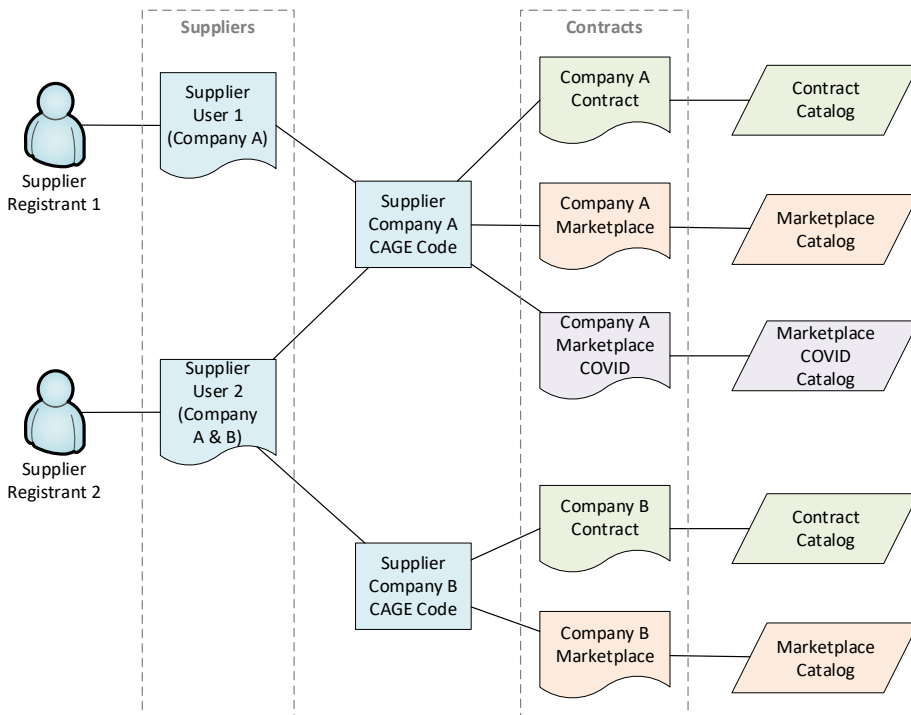 Suppliers
Contracts
Supplier
Registrant 1
Supplier
User 1
(Company A)
Supplier
Company A
CAGE Code
Company A
Contract
Contract
Catalog
Company A
Marketplace
Marketplace
Catalog
Company A
Marketplace
COVID
Marketplace
COVID
Catalog
Supplier
Registrant 2
Supplier
User 2
(Company
A & B)
Supplier
Company B
CAGE Code
Company B
Contract
Contract
Catalog
Company B
Marketplace
Marketplace
Catalog